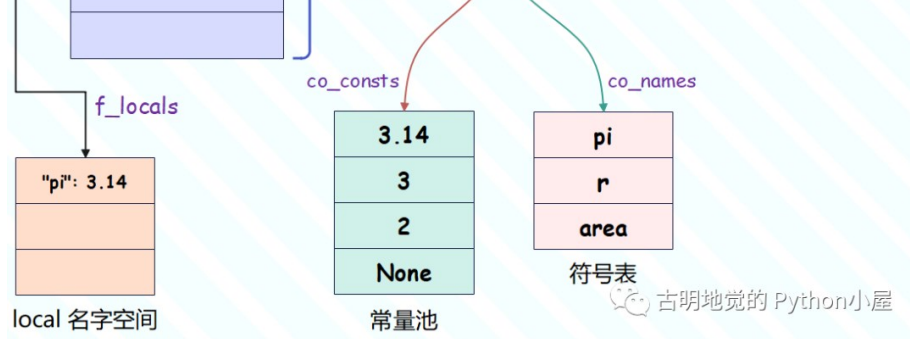 co_consts
co_names
f_locals
3.14
pi
"pi": 3.14
3
r
2
area
None
符号表
local 名字空间
常量池
古明地觉的 Python小屋